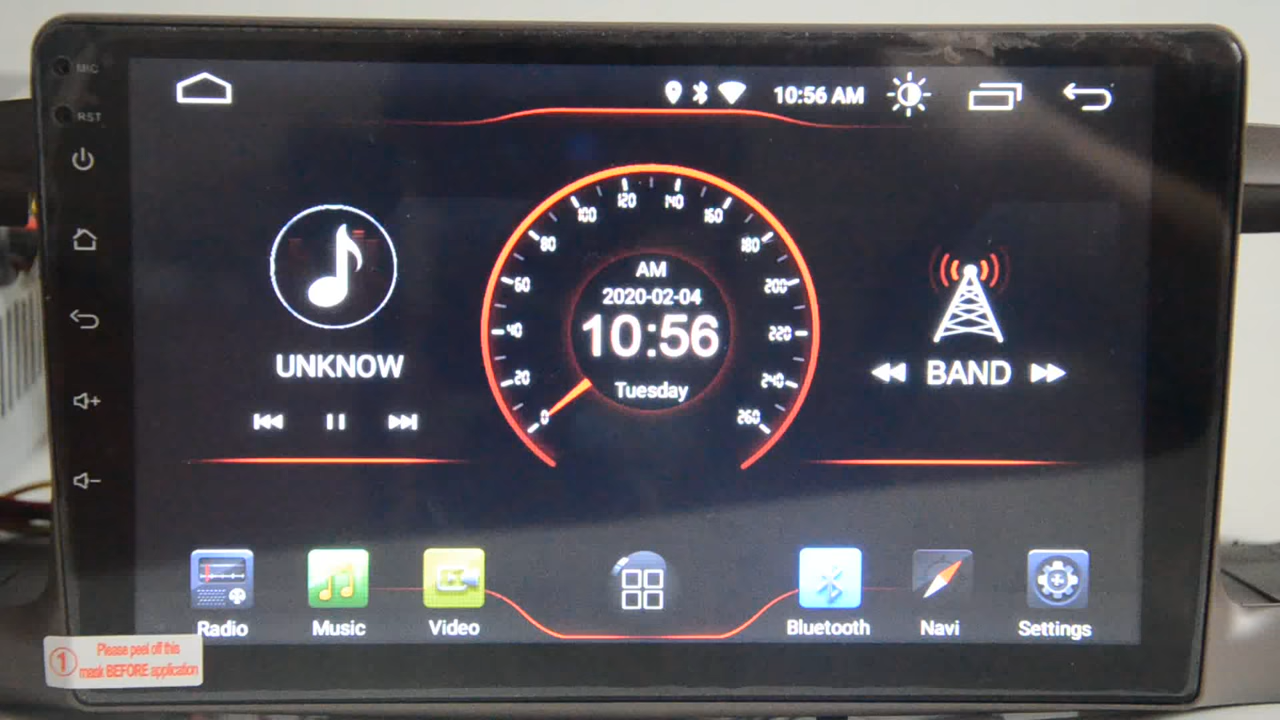 MIC
RST
10:56 AM
UNKNOW
0
20
40
60
80
100
120
140
160
180
200
220
240
260
AM
2020-02-04
10:56
Tuesday
BAND
Radio
Music
Video
Bluetooth
Navi
Settings
1
Please peel off this
mask BEFORE application